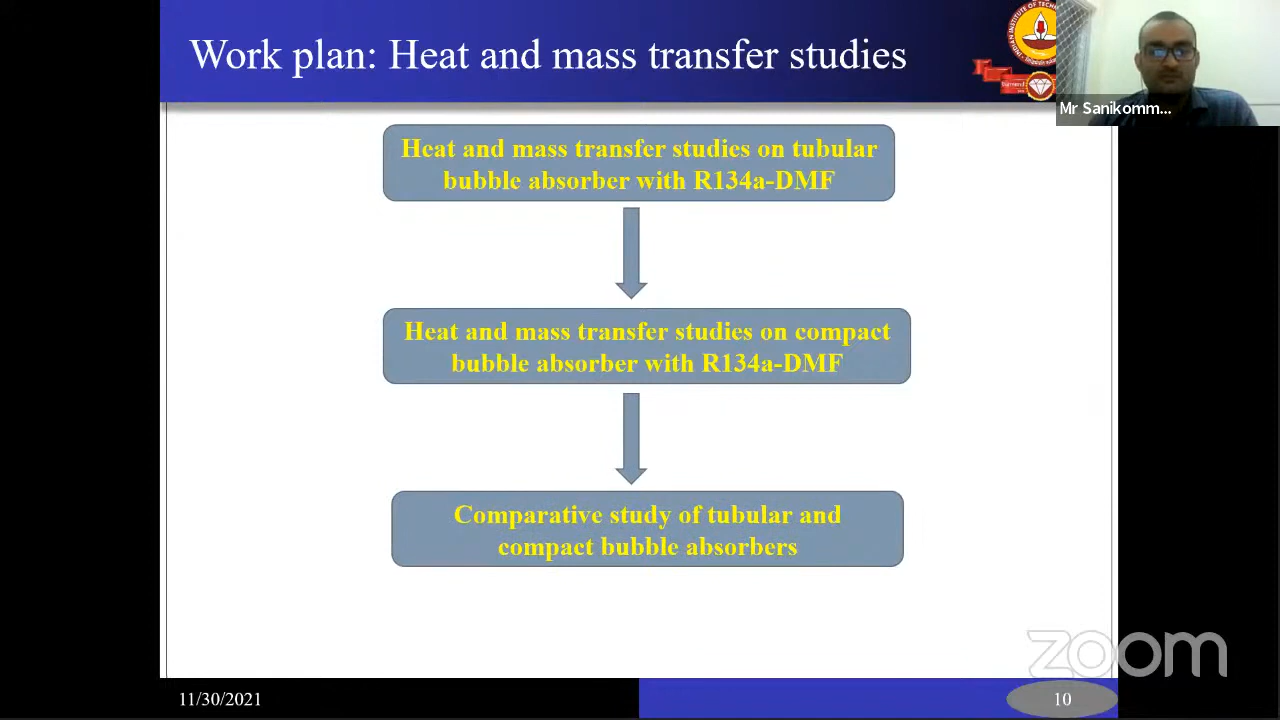 Work plan: Heat and mass transfer studies
Mr Sanikomm...
Heat and mass transfer studies on tubular
bubble absorber with R134a-DMF
Heat and mass transfer studies on compact
bubble absorber with R134a-DMF
Comparative study of tubular and
compact bubble absorbers
zoom
11/30/2021
10